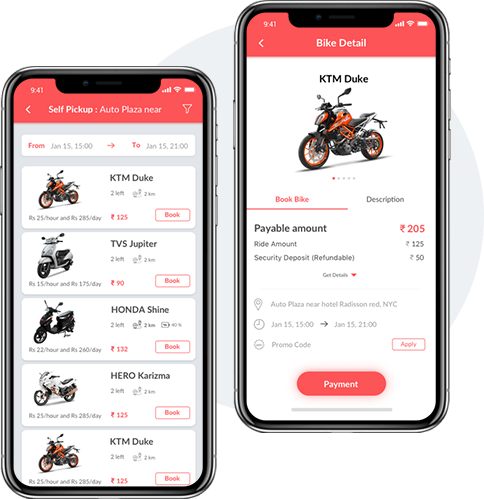 9:41
Self Pickup : Auto Plaza near
From Jan 15, 15:00 → To Jan 15, 21:00
KTM Duke
2 left 2 km
Rs 25/hour and Rs 285/day ₹ 125 Book
TVS Jupiter
2 left 2 km
Rs 15/hour and Rs 175/day ₹ 90 Book
HONDA Shine
2 left 2 km 40 %
Rs 22/hour and Rs 260/day ₹ 132 Book
HERO Karizma
2 left 2 km
Rs 25/hour and Rs 285/day ₹ 125 Book
KTM Duke
2 left 2 km
Rs 25/hour and Rs 285/day ₹ 125 Book
9:41
Bike Detail
KTM Duke
Book Bike Description
Payable amount ₹ 205
Ride Amount ₹ 125
Security Deposit (Refundable) ₹ 50
Get Details
Auto Plaza near hotel Radisson red, NYC
Jan 15, 15:00 → Jan 15, 21:00
Promo Code Apply
Payment